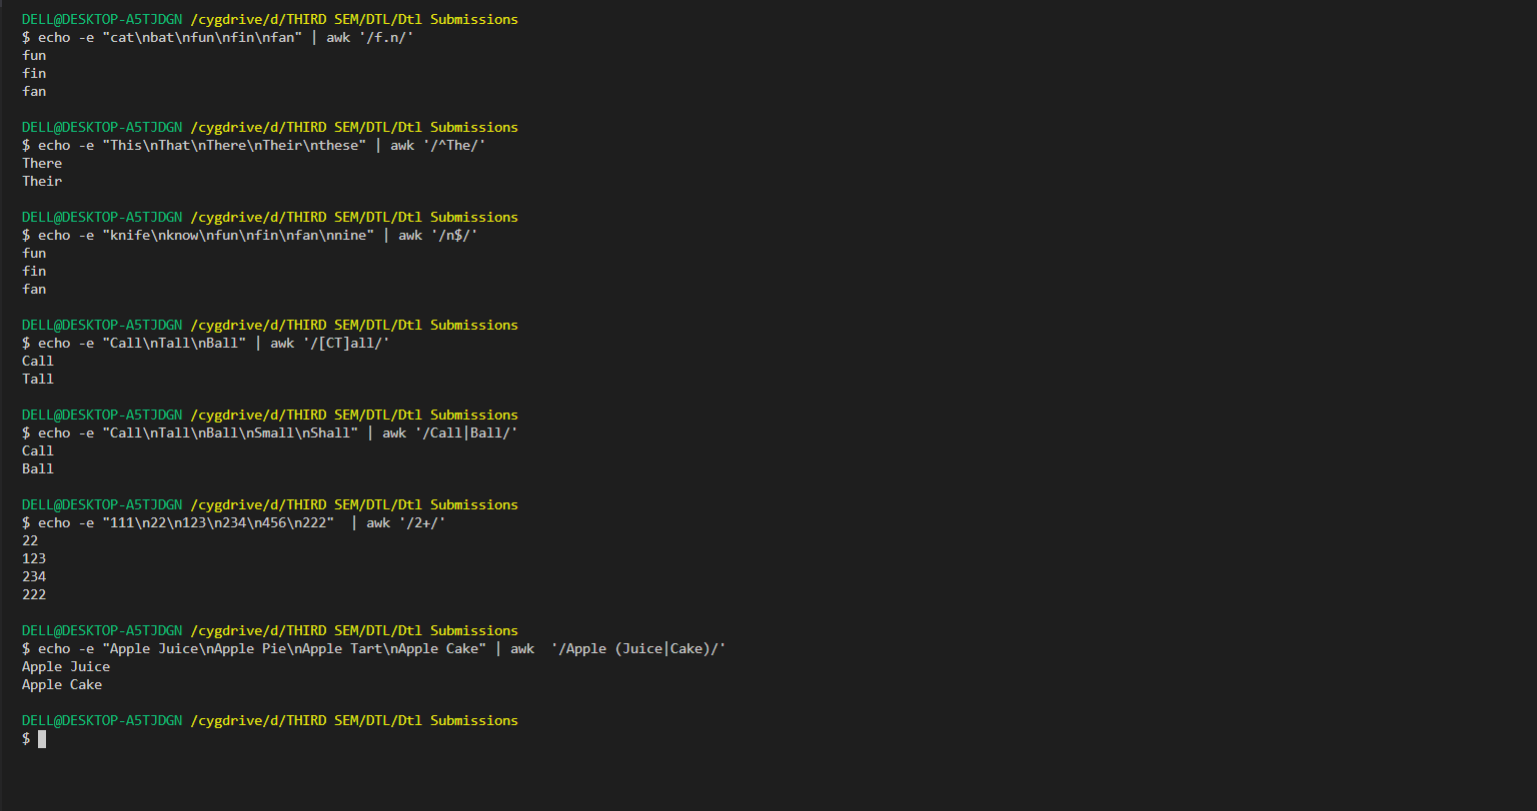 DELL@DESKTOP-A5TJDGN /cygdrive/d/THIRD SEM/DTL/Dtl Submissions
$ echo -e "cat\nbat\nfun\nfin\nfan" | awk '/f.n/'
fun
fin
fan
DELL@DESKTOP-A5TJDGN /cygdrive/d/THIRD SEM/DTL/Dtl Submissions
$ echo -e "This\nThat\nThere\nTheir\nthese" | awk '/^The/'
There
Their
DELL@DESKTOP-A5TJDGN /cygdrive/d/THIRD SEM/DTL/Dtl Submissions
$ echo -e "knife\nknow\nfun\nfin\nfan\nnine" | awk '/n$/'
fun
fin
fan
DELL@DESKTOP-A5TJDGN /cygdrive/d/THIRD SEM/DTL/Dtl Submissions
$ echo -e "Call\nTall\nBall" | awk '/[CT]all/'
Call
Tall
DELL@DESKTOP-A5TJDGN /cygdrive/d/THIRD SEM/DTL/Dtl Submissions
$ echo -e "Call\nTall\nBall\nSmall\nShall" | awk '/Call|Ball/'
Call
Ball
DELL@DESKTOP-A5TJDGN /cygdrive/d/THIRD SEM/DTL/Dtl Submissions
$ echo -e "111\n22\n123\n234\n456\n222"  | awk '/2+/'
22
123
234
222
DELL@DESKTOP-A5TJDGN /cygdrive/d/THIRD SEM/DTL/Dtl Submissions
$ echo -e "Apple Juice\nApple Pie\nApple Tart\nApple Cake" | awk  '/Apple (Juice|Cake)/'
Apple Juice
Apple Cake
DELL@DESKTOP-A5TJDGN /cygdrive/d/THIRD SEM/DTL/Dtl Submissions
$